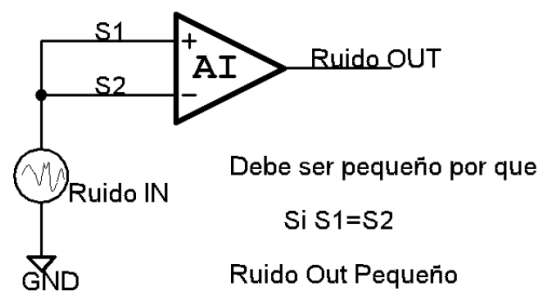 S1
+
AI
Ruido OUT
S2
-
Debe ser pequeño por que
Ruido IN
Si S1=S2
GND
Ruido Out Pequeño